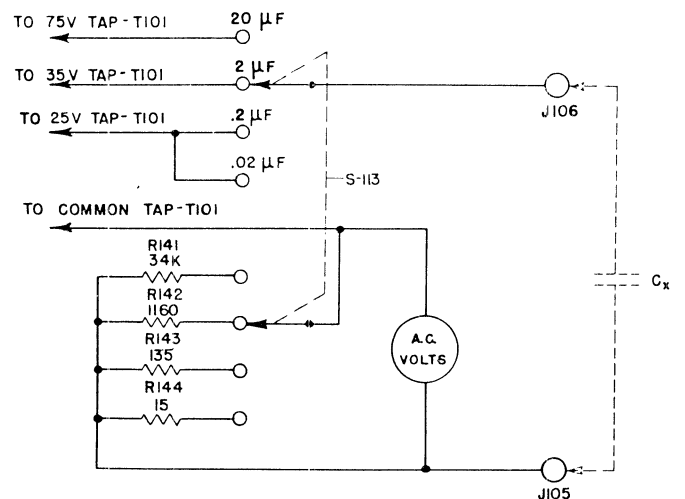 20 µF
TO 75V TAP-T101
2 µF
TO 35V TAP-T101
J106
.2 µF
TO 25V TAP-T101
.02 µF
S-113
TO COMMON TAP-T101
R141
34K
R142
1160
R143
135
R144
15
A.C.
VOLTS
Cx
J105